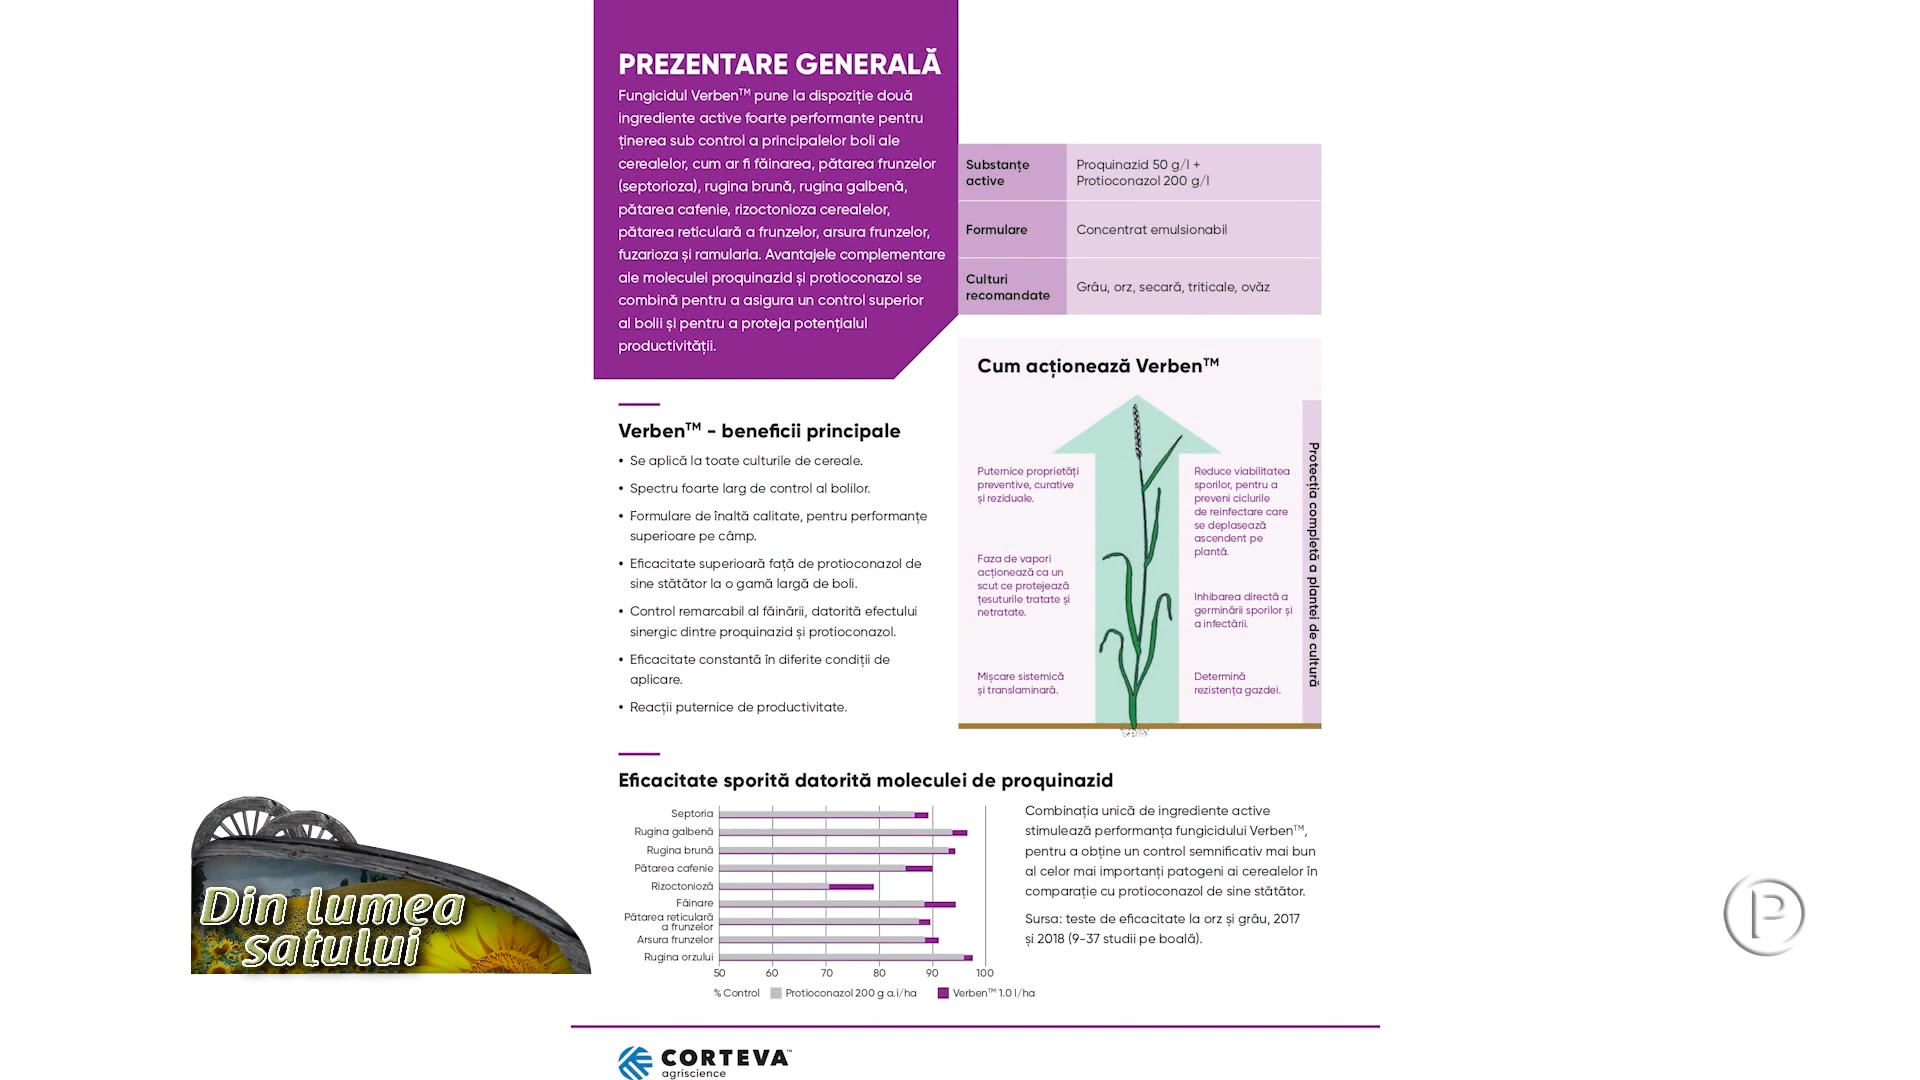 PREZENTARE GENERALĂ
Fungicidul Verben™ pune la dispoziție două
ingrediente active foarte performante pentru
ținerea sub control a principalelor boli ale
cerealelor, cum ar fi făinarea, pătarea frunzelor
(septorioza), rugina brună, rugina galbenă,
pătarea cafenie, rizoctonioza cerealelor,
pătarea reticulară a frunzelor, arsura frunzelor,
fuzarioza și ramularia. Avantajele complementare
ale moleculei proquinazid și protioconazol se
combină pentru a asigura un control superior
al bolii și pentru a proteja potențialul
productivității.
Substanțe
active
Proquinazid 50 g/l +
Protioconazol 200 g/l
Formulare
Concentrat emulsionabil
Culturi
recomandate
Grâu, orz, secară, triticale, ovăz
Verben™ - beneficii principale
• Se aplică la toate culturile de cereale.
• Spectru foarte larg de control al bolilor.
• Formulare de înaltă calitate, pentru performanțe
superioare pe câmp.
• Eficacitate superioară față de protioconazol de
sine stătător la o gamă largă de boli.
• Control remarcabil al făinării, datorită efectului
sinergic dintre proquinazid și protioconazol.
• Eficacitate constantă în diferite condiții de
aplicare.
• Reacții puternice de productivitate.
Cum acționează Verben™
Puternice proprietăți
preventive, curative
și reziduale.
Faza de vapori
acționează ca un
scut ce protejează
țesuturile tratate și
netratate.
Mișcare sistemică
și translaminară.
Reduce viabilitatea
sporilor, pentru a
preveni ciclurile
de reinfectare care
se deplasează
ascendent pe
plantă.
Inhibarea directă a
germinării sporilor și
a infectării.
Determină
rezistența gazdei.
Protecția completă a plantei de cultură
Eficacitate sporită datorită moleculei de proquinazid
Septoria
Rugina galbenă
Rugina brună
Pătarea cafenie
Rizoctonioză
Făinare
Pătarea reticulară
a frunzelor
Arsura frunzelor
Rugina orzului
50 60 70 80 90 100
% Control Protioconazol 200 g a.i/ha Verben™ 1.0 l/ha
Combinația unică de ingrediente active
stimulează performanța fungicidului Verben™,
pentru a obține un control semnificativ mai bun
al celor mai importanți patogeni ai cerealelor în
comparație cu protioconazol de sine stătător.
Sursa: teste de eficacitate la orz și grâu, 2017
și 2018 (9-37 studii pe boală).
Din lumea
satului
P
CORTEVA™
agriscience